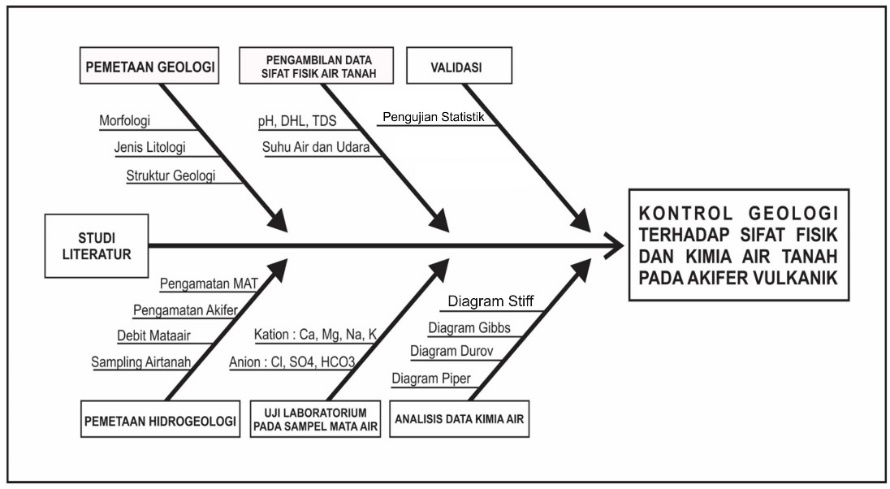 PEMETAAN GEOLOGI
PENGAMBILAN DATA
SIFAT FISIK AIR TANAH
VALIDASI
Morfologi
Jenis Litologi
Struktur Geologi
pH, DHL, TDS
Suhu Air dan Udara
Pengujian Statistik
STUDI
LITERATUR
KONTROL GEOLOGI
TERHADAP SIFAT FISIK
DAN KIMIA AIR TANAH
PADA AKIFER VULKANIK
Pengamatan MAT
Pengamatan Akifer
Debit Mataair
Sampling Airtanah
Kation : Ca, Mg, Na, K
Anion : Cl, SO4, HCO3
Diagram Stiff
Diagram Gibbs
Diagram Durov
Diagram Piper
PEMETAAN HIDROGEOLOGI
UJI LABORATORIUM
PADA SAMPEL MATA AIR
ANALISIS DATA KIMIA AIR